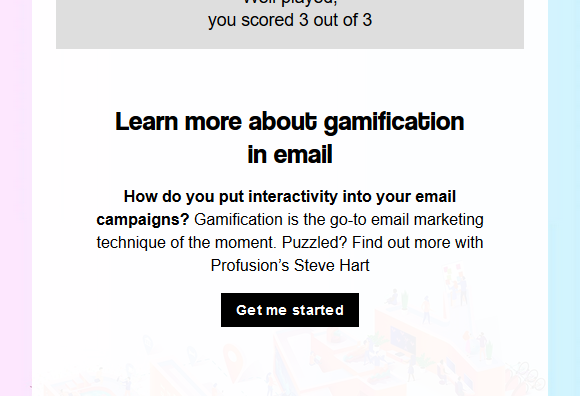 Well played,
you scored 3 out of 3
Learn more about gamification
in email
How do you put interactivity into your email
campaigns? Gamification is the go-to email marketing
technique of the moment. Puzzled? Find out more with
Profusion’s Steve Hart
Get me started